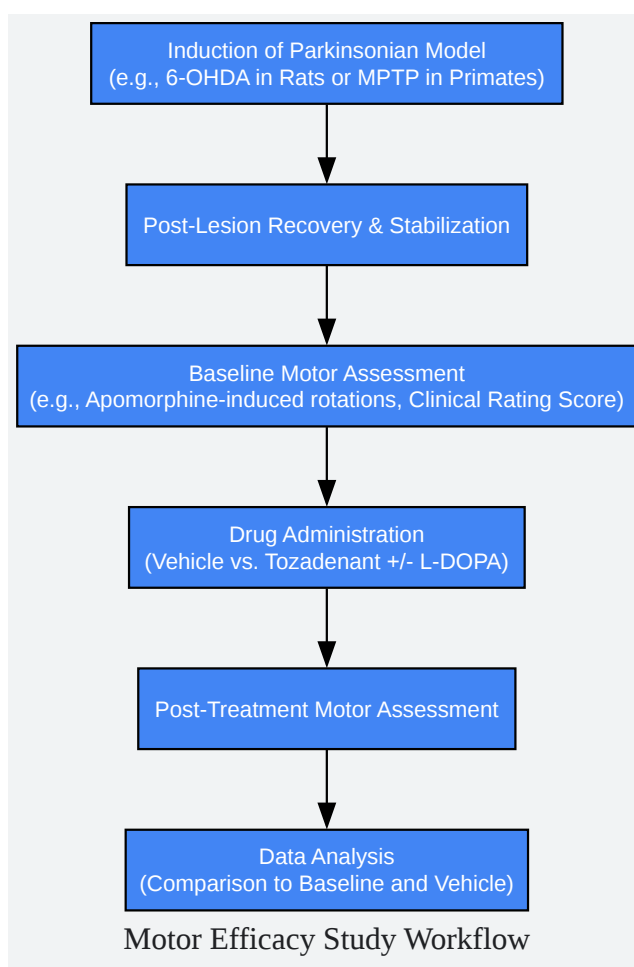 Induction of Parkinsonian Model
(e.g., 6-OHDA in Rats or MPTP in Primates)
Post-Lesion Recovery & Stabilization
Baseline Motor Assessment
(e.g., Apomorphine-induced rotations, Clinical Rating Score)
Drug Administration
(Vehicle vs. Tozadenant +/- L-DOPA)
Post-Treatment Motor Assessment
Data Analysis
(Comparison to Baseline and Vehicle)
Motor Efficacy Study Workflow